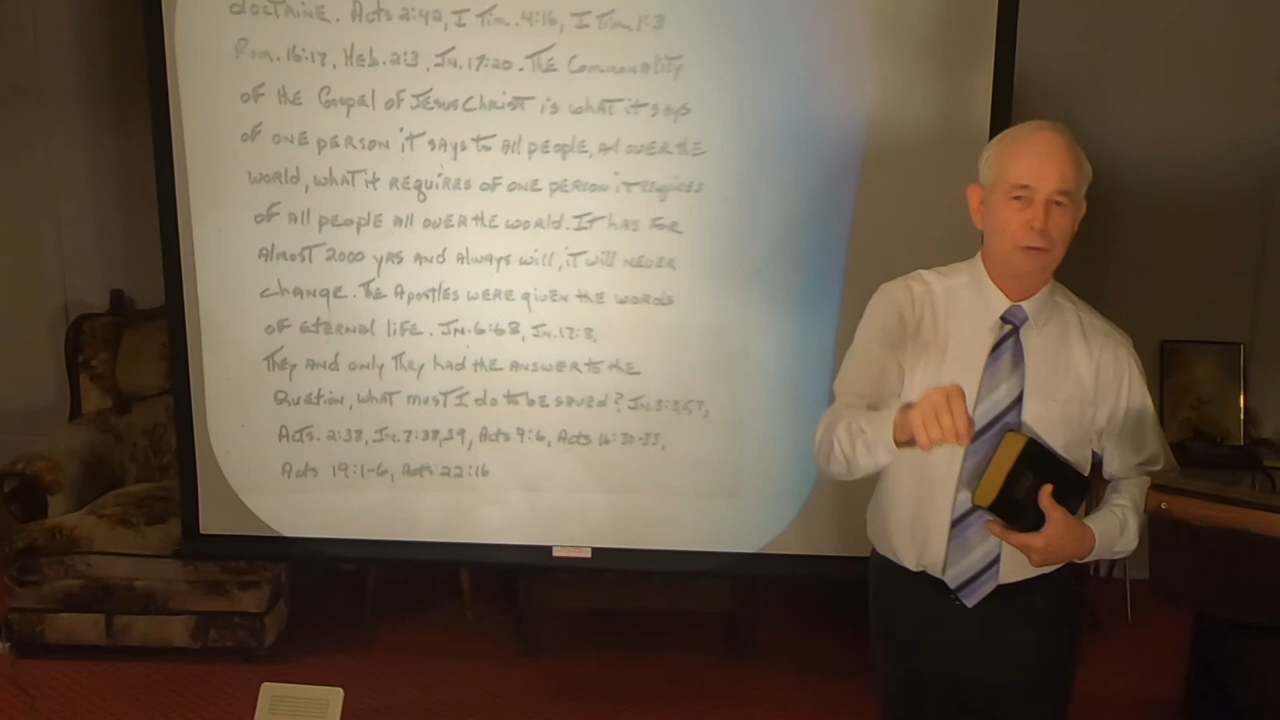 doctrine. Acts 2:42, I Tim. 4:16, I Tim 1:3
Rom. 16:17, Heb. 2:3, Jn. 17:20. The Commonality
of the Gospel of Jesus Christ is what it says
of one person it says to all people, all over the
world, what it requires of one person it requires
of all people all over the world. It has for
Almost 2000 yrs and always will, it will never
change. The Apostles were given the words
of eternal life. Jn. 6:68, Jn. 17:8,
They and only They had the answer to the
Question, what must I do to be saved? Jn. 3:3,5,7,
Acts. 2:38, Jn. 7:38,39, Acts 9:6, Acts 16:30-33,
Acts 19:1-6, Acts 22:16